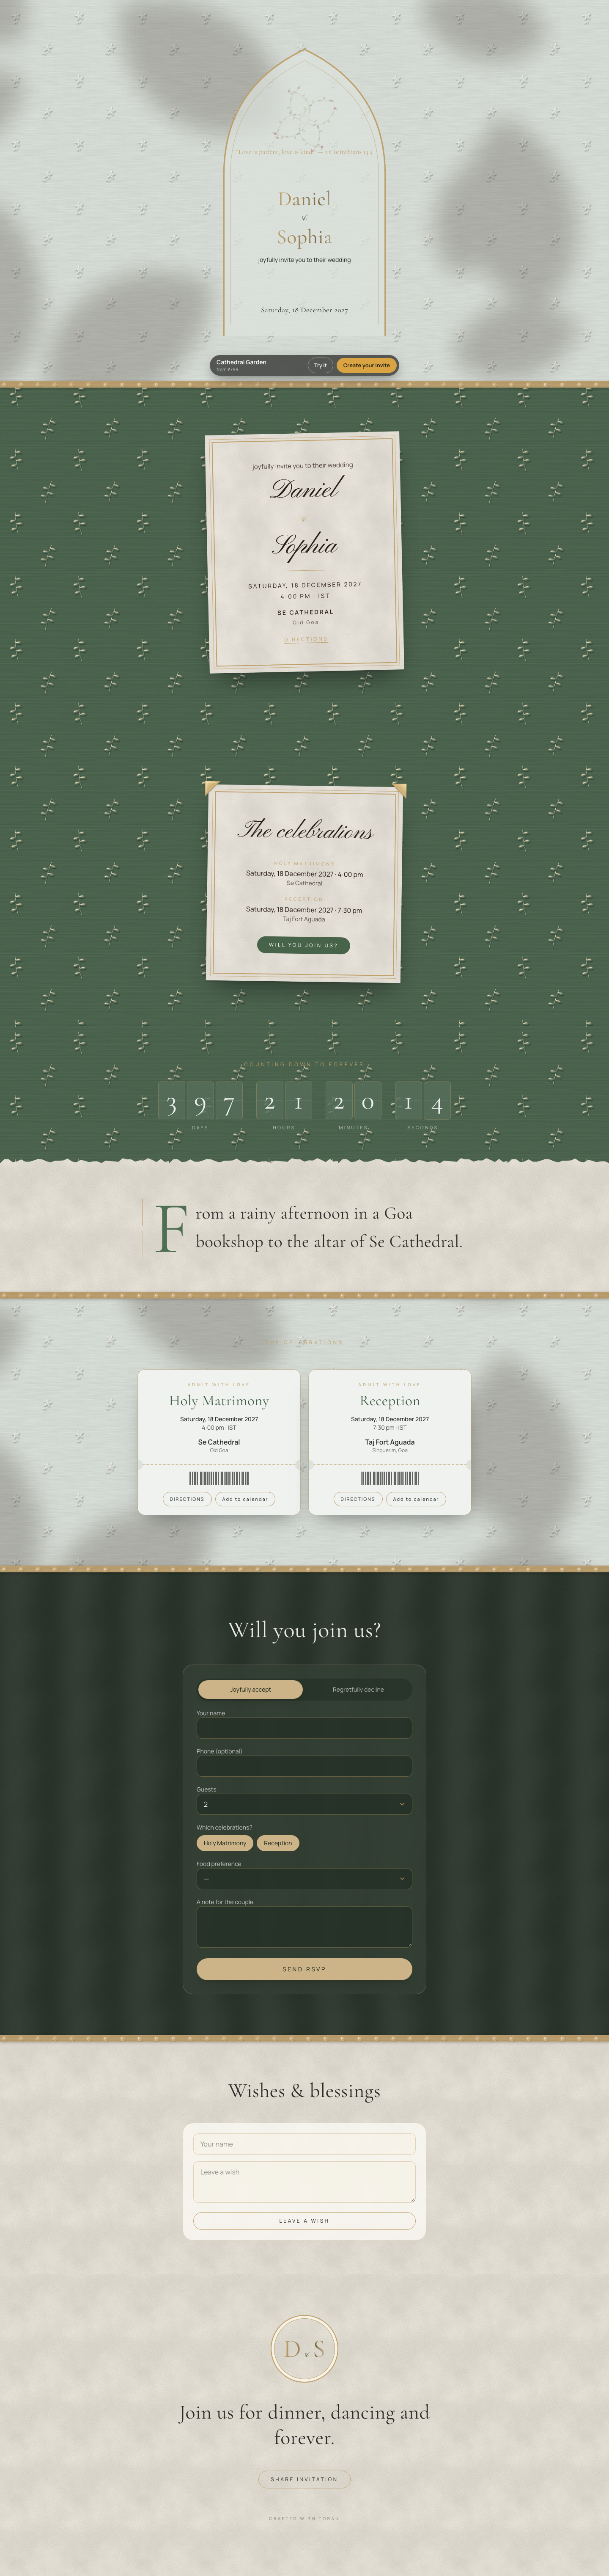 "Love is patient, love is kind." — 1 Corinthians 13:4
Daniel
&
Sophia
joyfully invite you to their wedding
Saturday, 18 December 2027
Cathedral Garden
from ₹799
Try it
Create your invite
joyfully invite you to their wedding
Daniel
&
Sophia
SATURDAY, 18 DECEMBER 2027
4:00 PM · IST
SE CATHEDRAL
Old Goa
DIRECTIONS
The celebrations
HOLY MATRIMONY
Saturday, 18 December 2027 · 4:00 pm
Se Cathedral
RECEPTION
Saturday, 18 December 2027 · 7:30 pm
Taj Fort Aguada
WILL YOU JOIN US?
COUNTING DOWN TO FOREVER
397 21 20 14
DAYS HOURS MINUTES SECONDS
From a rainy afternoon in a Goa
bookshop to the altar of Se Cathedral.
CELEBRATIONS
ADMIT WITH LOVE
Holy Matrimony
Saturday, 18 December 2027
4:00 pm · IST
Se Cathedral
Old Goa
DIRECTIONS
Add to calendar
ADMIT WITH LOVE
Reception
Saturday, 18 December 2027
7:30 pm · IST
Taj Fort Aguada
Sinquerim, Goa
DIRECTIONS
Add to calendar
Will you join us?
Joyfully accept
Regretfully decline
Your name
Phone (optional)
Guests
2
Which celebrations?
Holy Matrimony
Reception
Food preference
—
A note for the couple
SEND RSVP
Wishes & blessings
Your name
Leave a wish
LEAVE A WISH
D & S
Join us for dinner, dancing and
forever.
SHARE INVITATION
CRAFTED WITH TORAN